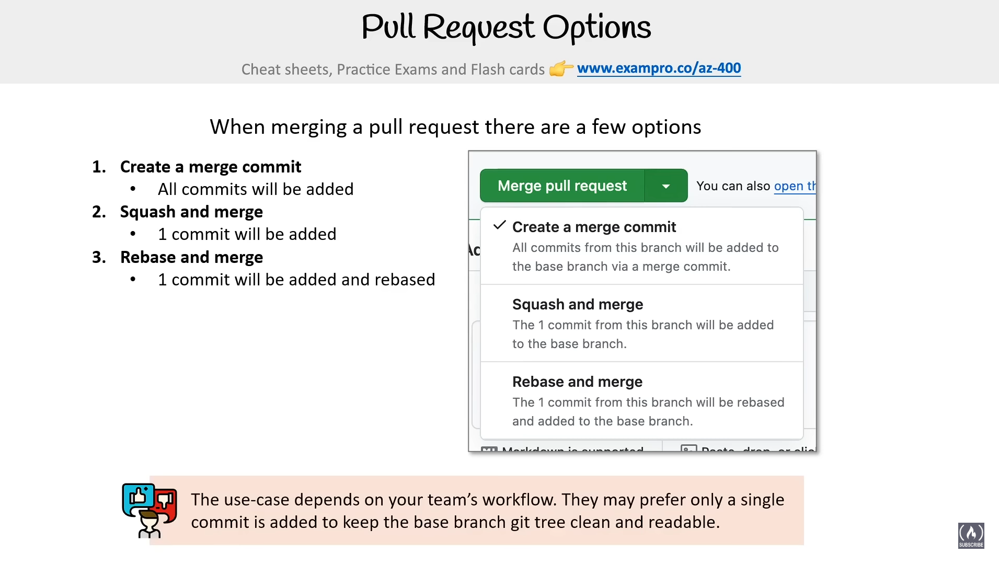 Pull Request Options
Cheat sheets, Practice Exams and Flash cards 👉 www.exampro.co/az-400
When merging a pull request there are a few options
1. Create a merge commit
• All commits will be added
2. Squash and merge
• 1 commit will be added
3. Rebase and merge
• 1 commit will be added and rebased
Merge pull request
You can also open th
Create a merge commit
All commits from this branch will be added to
the base branch via a merge commit.
Squash and merge
The 1 commit from this branch will be added
to the base branch.
Rebase and merge
The 1 commit from this branch will be rebased
and added to the base branch.
Markdown is supported
Paste, drop, or
The use-case depends on your team’s workflow. They may prefer only a single
commit is added to keep the base branch git tree clean and readable.
SUBSCRIBE